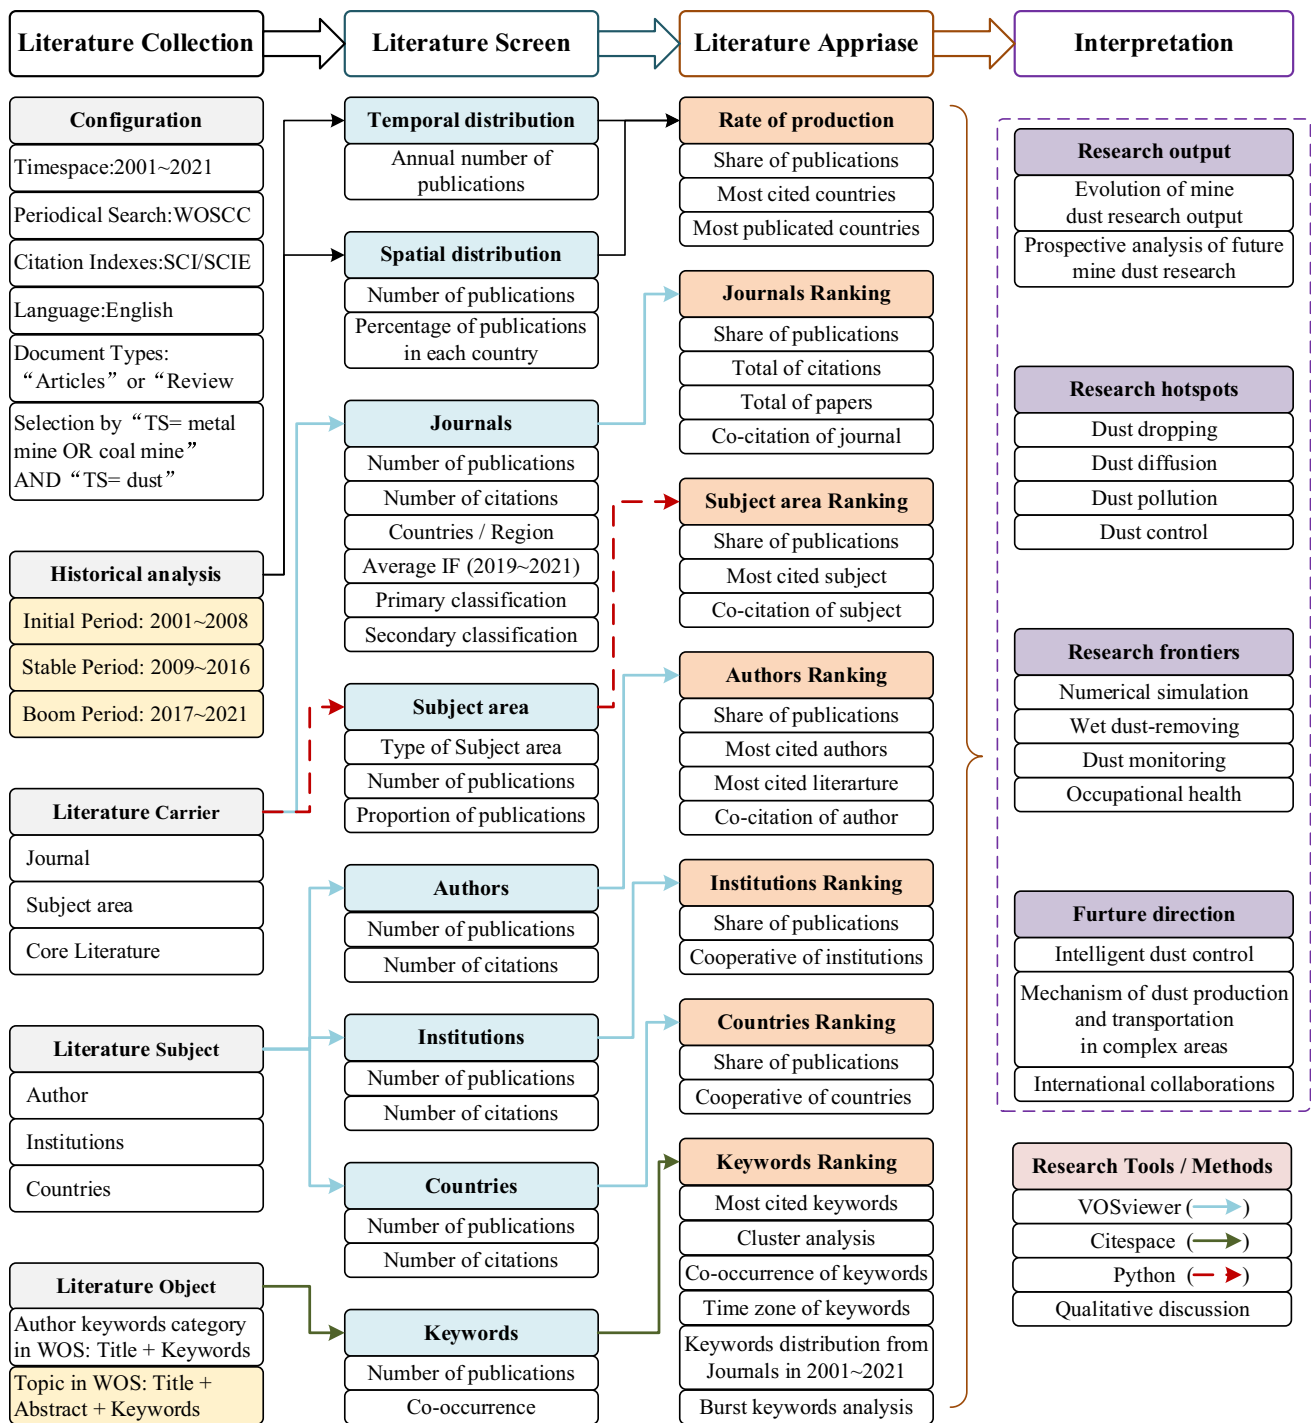 Literature Collection
Literature Screen
Literature Appriase
Interpretation
Configuration
Timespace:2001~2021
Periodical Search:WOSCC
Citation Indexes:SCI/SCIE
Language:English
Document Types:
“Articles” or “Review
Selection by “TS= metal
mine OR coal mine”
AND “TS= dust”
Historical analysis
Initial Period: 2001~2008
Stable Period: 2009~2016
Boom Period: 2017~2021
Literature Carrier
Journal
Subject area
Core Literature
Literature Subject
Author
Institutions
Countries
Literature Object
Author keywords category
in WOS: Title + Keywords
Topic in WOS: Title +
Abstract + Keywords
Temporal distribution
Annual number of
publications
Spatial distribution
Number of publications
Percentage of publications
in each country
Journals
Number of publications
Number of citations
Countries / Region
Average IF (2019~2021)
Primary classification
Secondary classification
Subject area
Type of Subject area
Number of publications
Proportion of publications
Authors
Number of publications
Number of citations
Institutions
Number of publications
Number of citations
Countries
Number of publications
Number of citations
Keywords
Number of publications
Co-occurrence
Rate of production
Share of publications
Most cited countries
Most publicated countries
Journals Ranking
Share of publications
Total of citations
Total of papers
Co-citation of journal
Subject area Ranking
Share of publications
Most cited subject
Co-citation of subject
Authors Ranking
Share of publications
Most cited authors
Most cited literarture
Co-citation of author
Institutions Ranking
Share of publications
Cooperative of institutions
Countries Ranking
Share of publications
Cooperative of countries
Keywords Ranking
Most cited keywords
Cluster analysis
Co-occurrence of keywords
Time zone of keywords
Keywords distribution from
Journals in 2001~2021
Burst keywords analysis
Research output
Evolution of mine
dust research output
Prospective analysis of future
mine dust research
Research hotspots
Dust dropping
Dust diffusion
Dust pollution
Dust control
Research frontiers
Numerical simulation
Wet dust-removing
Dust monitoring
Occupational health
Furture direction
Intelligent dust control
Mechanism of dust production
and transportation
in complex areas
International collaborations
Research Tools / Methods
VOSviewer ( )
Citespace ( )
Python ( )
Qualitative discussion